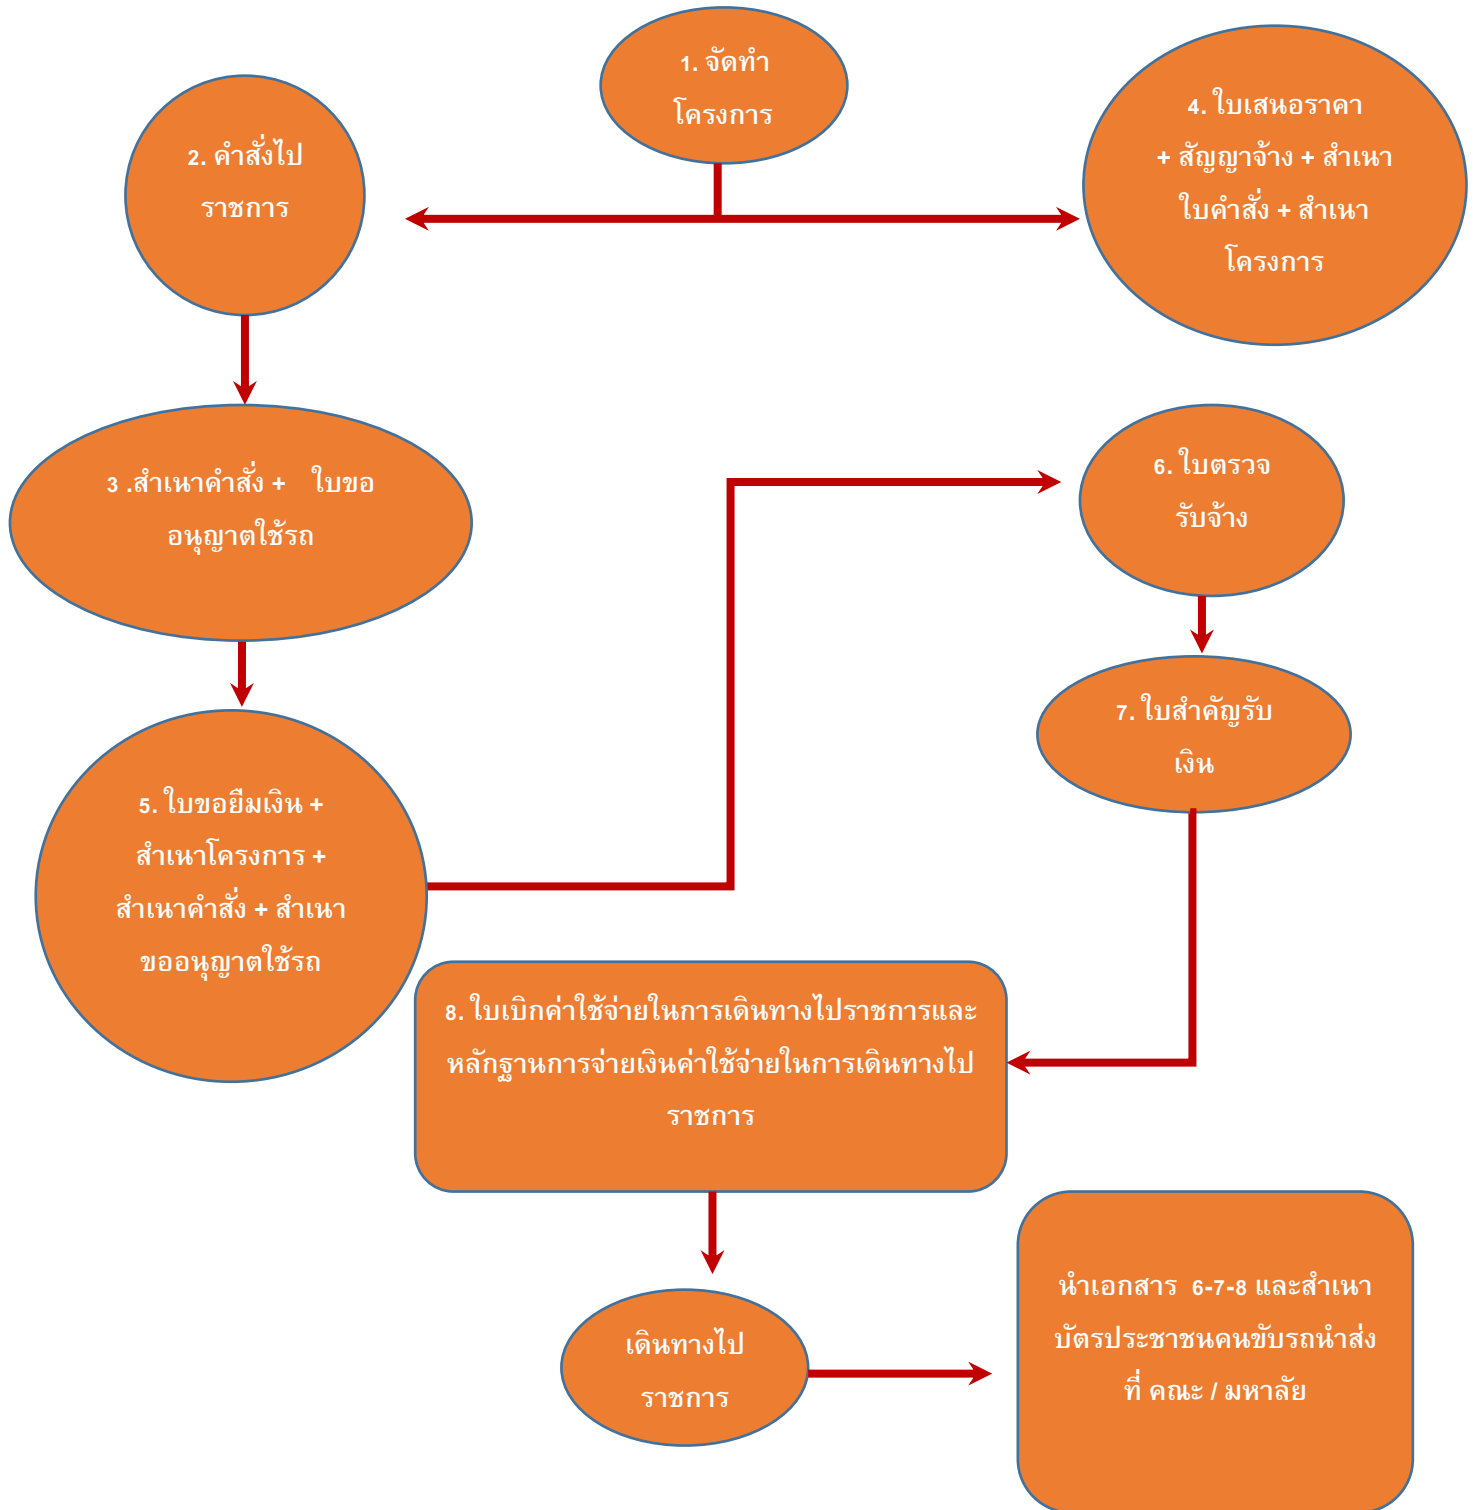 1. จัดทำ
โครงการ
2. คำสั่งไป
ราชการ
4. ใบเสนอราคา
+ สัญญาจ้าง + สำเนา
ใบคำสั่ง + สำเนา
โครงการ
3 .สำเนาคำสั่ง + ใบขอ
อนุญาตใช้รถ
6. ใบตรวจ
รับจ้าง
7. ใบสำคัญรับ
เงิน
5. ใบขอยืมเงิน +
สำเนาโครงการ +
สำเนาคำสั่ง + สำเนา
ขออนุญาตใช้รถ
8. ใบเบิกค่าใช้จ่ายในการเดินทางไปราชการและ
หลักฐานการจ่ายเงินค่าใช้จ่ายในการเดินทางไป
ราชการ
เดินทางไป
ราชการ
นำเอกสาร 6-7-8 และสำเนา
บัตรประชาชนคนขับรถนำส่ง
ที่ คณะ / มหาลัย